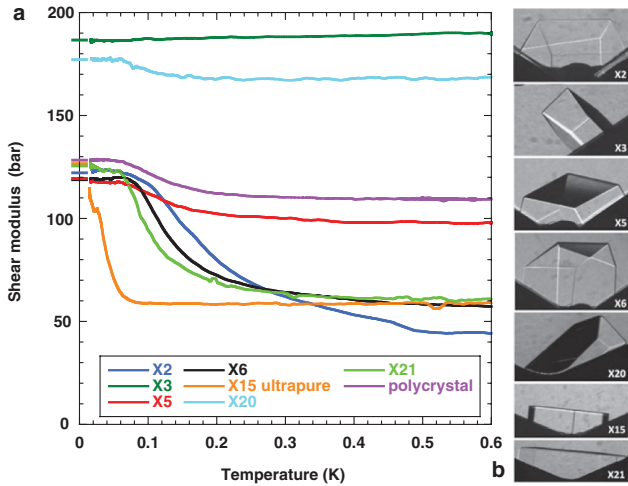 a
Shear modulus (bar)
200
150
100
50
0
X2
X3
X5
X6
X15 ultrapure
X20
X21
polycrystal
0
0.1
0.2
0.3
0.4
0.5
0.6
Temperature (K)
b
X2
X3
X5
X6
X20
X15
X21